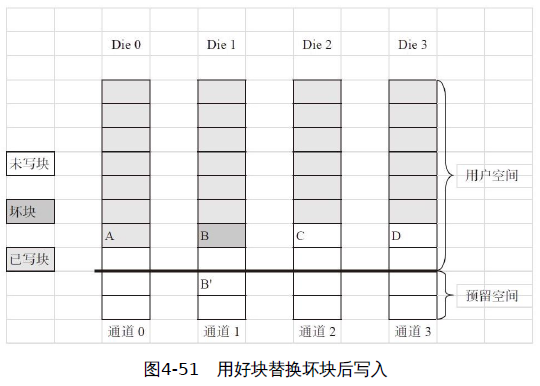 Die 0 Die 1 Die 2 Die 3
未写块
用户空间
坏块
A B C D
已写块
B'
预留空间
通道 0 通道 1 通道 2 通道 3
图4-51 用好块替换坏块后写入